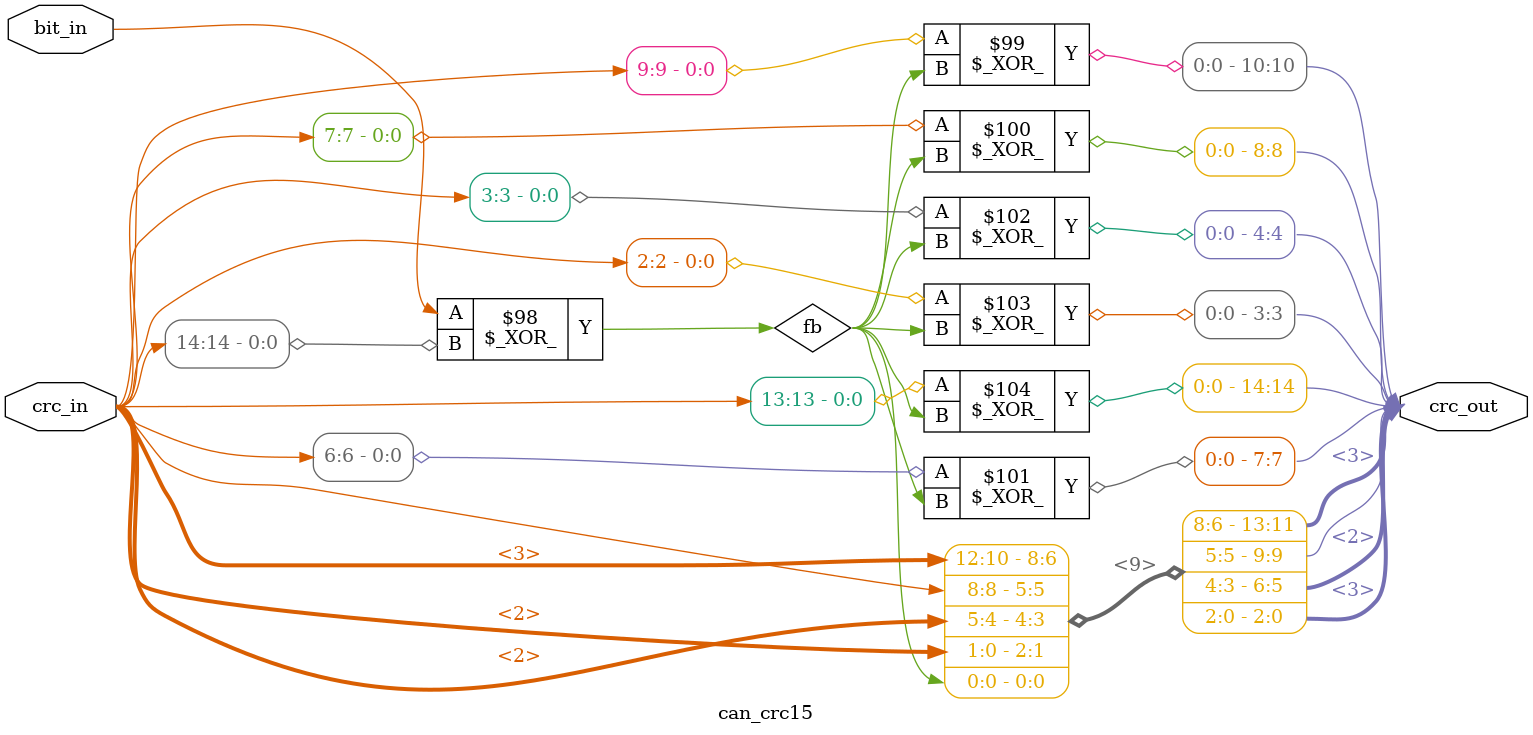 bit_in
crc_in
9:9 - 0:0
7:7 - 0:0
3:3 - 0:0
2:2 - 0:0
14:14 - 0:0
13:13 - 0:0
6:6 - 0:0
A
B
$98
$_XOR_
Y
fb
A
B
$99
$_XOR_
Y
0:0 - 10:10
A
B
$100
$_XOR_
Y
0:0 - 8:8
A
B
$102
$_XOR_
Y
0:0 - 4:4
A
B
$103
$_XOR_
Y
0:0 - 3:3
A
B
$104
$_XOR_
Y
0:0 - 14:14
A
B
$101
$_XOR_
Y
0:0 - 7:7
crc_out
<3>
<2>
<2>
12:10 - 8:6
8:8 - 5:5
5:4 - 4:3
1:0 - 2:1
0:0 - 0:0
<9>
8:6 - 13:11
5:5 - 9:9
4:3 - 6:5
2:0 - 2:0
<3>
<2>
<3>
can_crc15